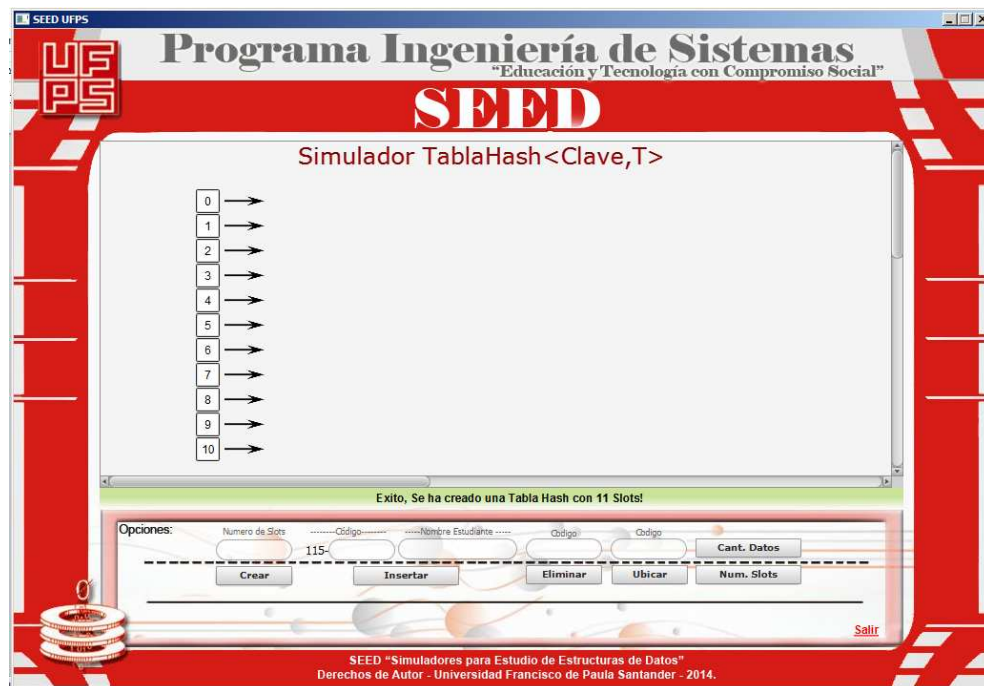 SEED UFPS
UFPS
Programa Ingeniería de Sistemas
“Educación y Tecnología con Compromiso Social”
SEED
Simulador TablaHash<Clave,T>
0
1
2
3
4
5
6
7
8
9
10
Exito, Se ha creado una Tabla Hash con 11 Slots!
Opciones:
Numero de Slots --------Código-------- -----Nombre Estudiante ----- Codigo Codigo
115- Cant. Datos
Crear Insertar Eliminar Ubicar Num. Slots
Salir
SEED “Simuladores para Estudio de Estructuras de Datos”
Derechos de Autor - Universidad Francisco de Paula Santander - 2014.